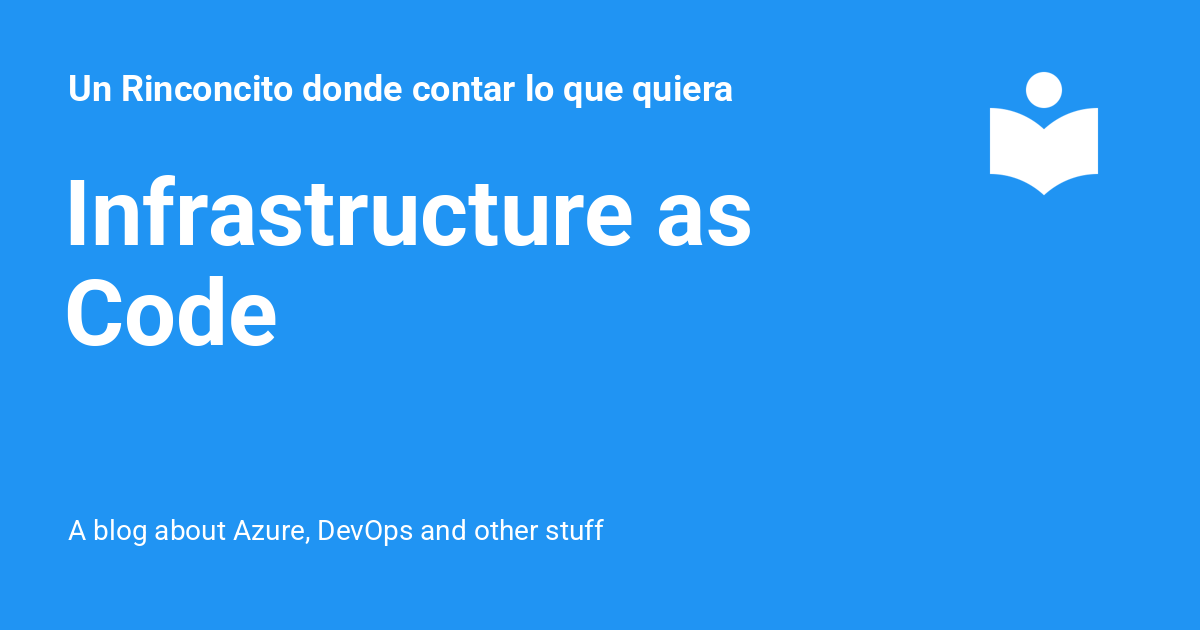 Un Rinconcito donde contar lo que quiera
Infrastructure as
Code
A blog about Azure, DevOps and other stuff